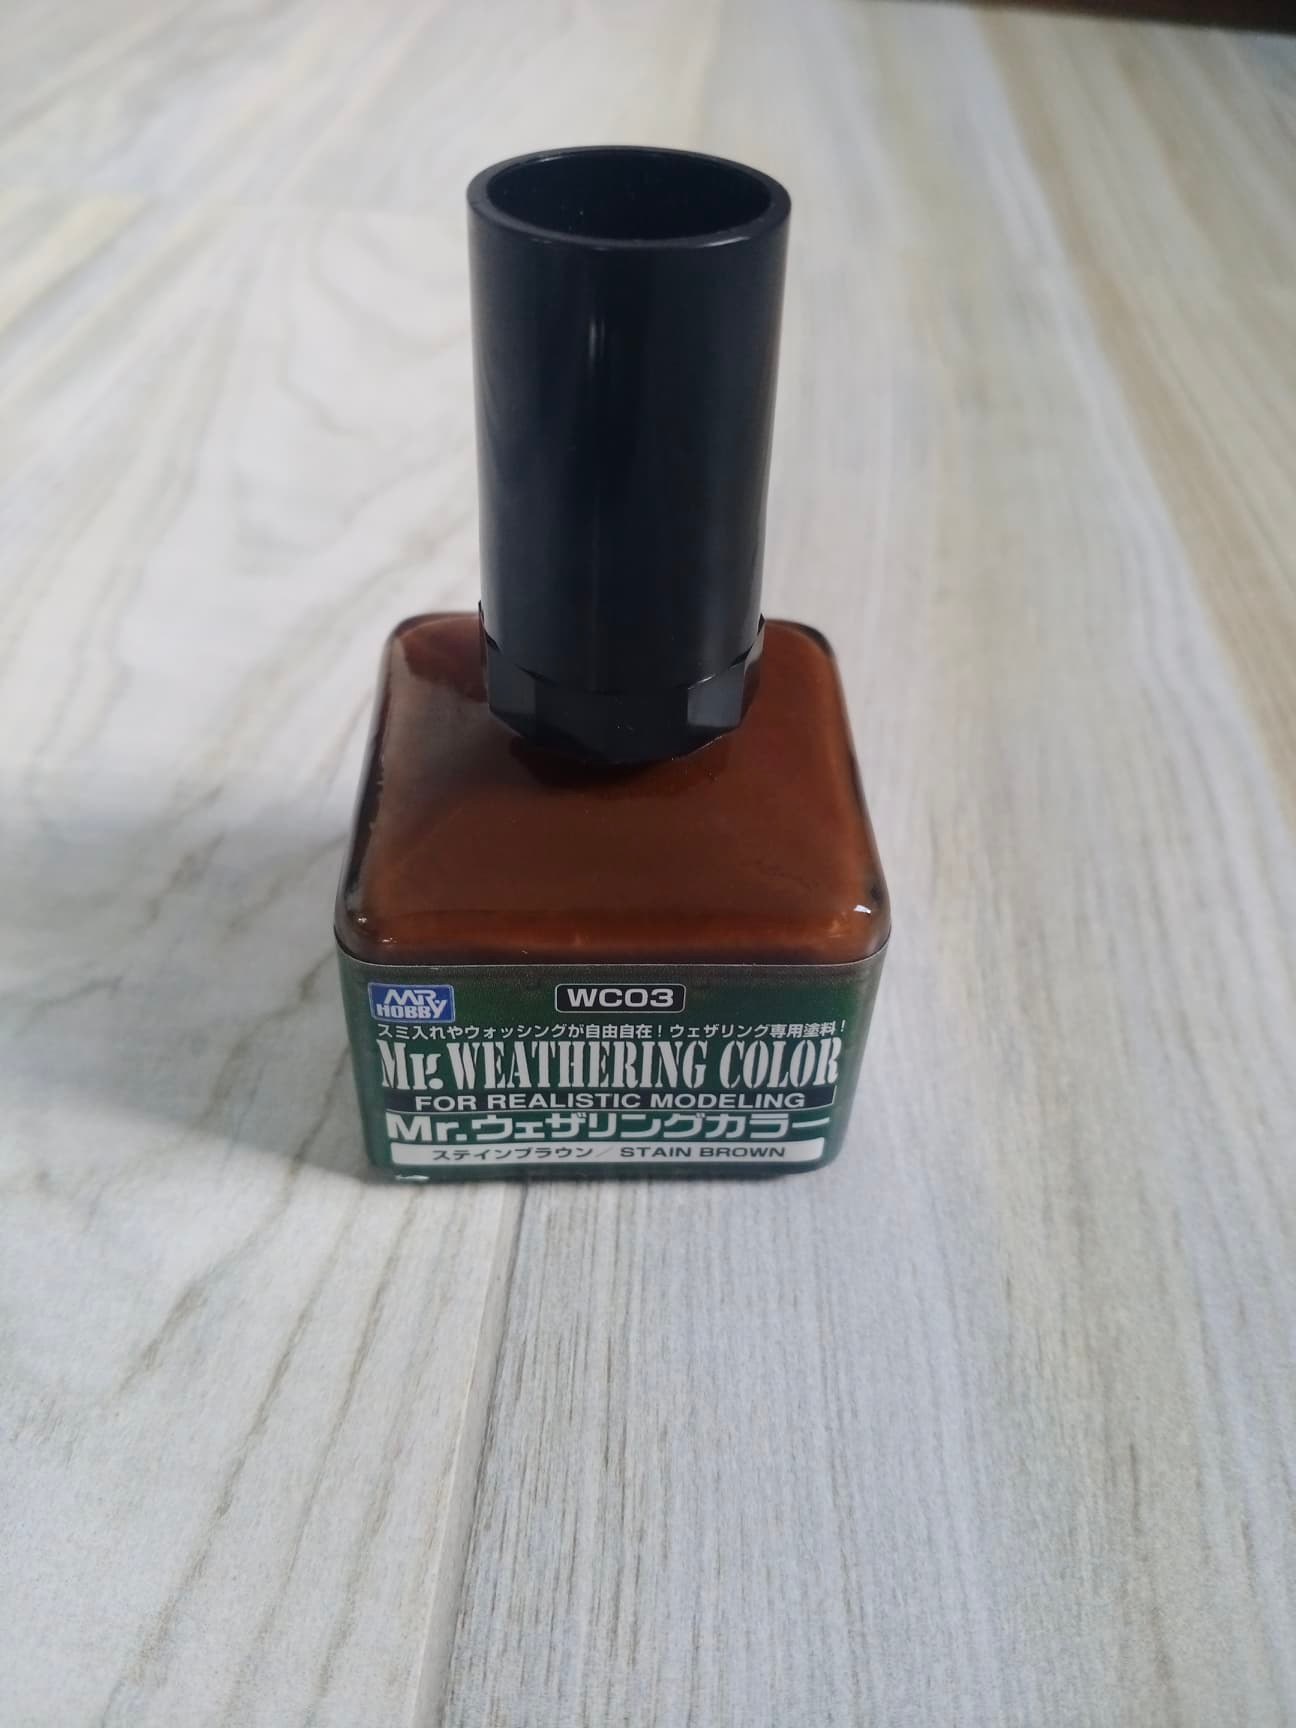 MR. HOBBY
WC03
スミ入れやウォッシングが自由自在！ウェザリング専用塗料！
Mr. WEATHERING COLOR
FOR REALISTIC MODELING
Mr.ウェザリングカラー
ステインブラウン／STAIN BROWN